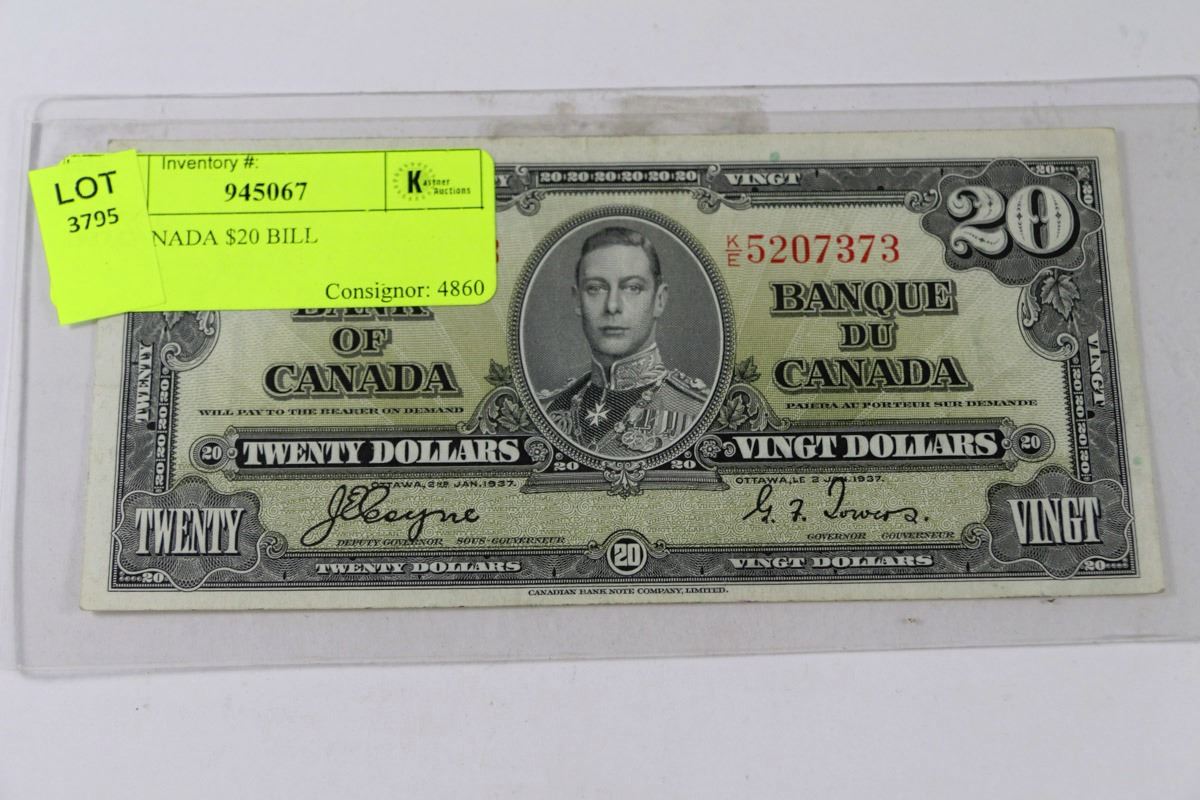 LOT
3795
Inventory #:
945067
Kastner
Auctions
NADA $20 BILL
Consignor: 4860
20·20·20·20·20·20
VINGT
20
20
K/E 5207373
BANK
OF
CANADA
BANQUE
DU
CANADA
WILL PAY TO THE BEARER ON DEMAND
PAIERA AU PORTEUR SUR DEMANDE
TWENTY
VINGT
20 TWENTY DOLLARS
20 20
VINGT DOLLARS 20
OTTAWA, 2ND JAN. 1937.
OTTAWA, LE 2 JAN. 1937.
JECoyne
G. F. Towers.
DEPUTY GOVERNOR SOUS-GOUVERNEUR
GOVERNOR GOUVERNEUR
TWENTY
VINGT
20
TWENTY DOLLARS
20
VINGT DOLLARS
20
CANADIAN BANK NOTE COMPANY, LIMITED.